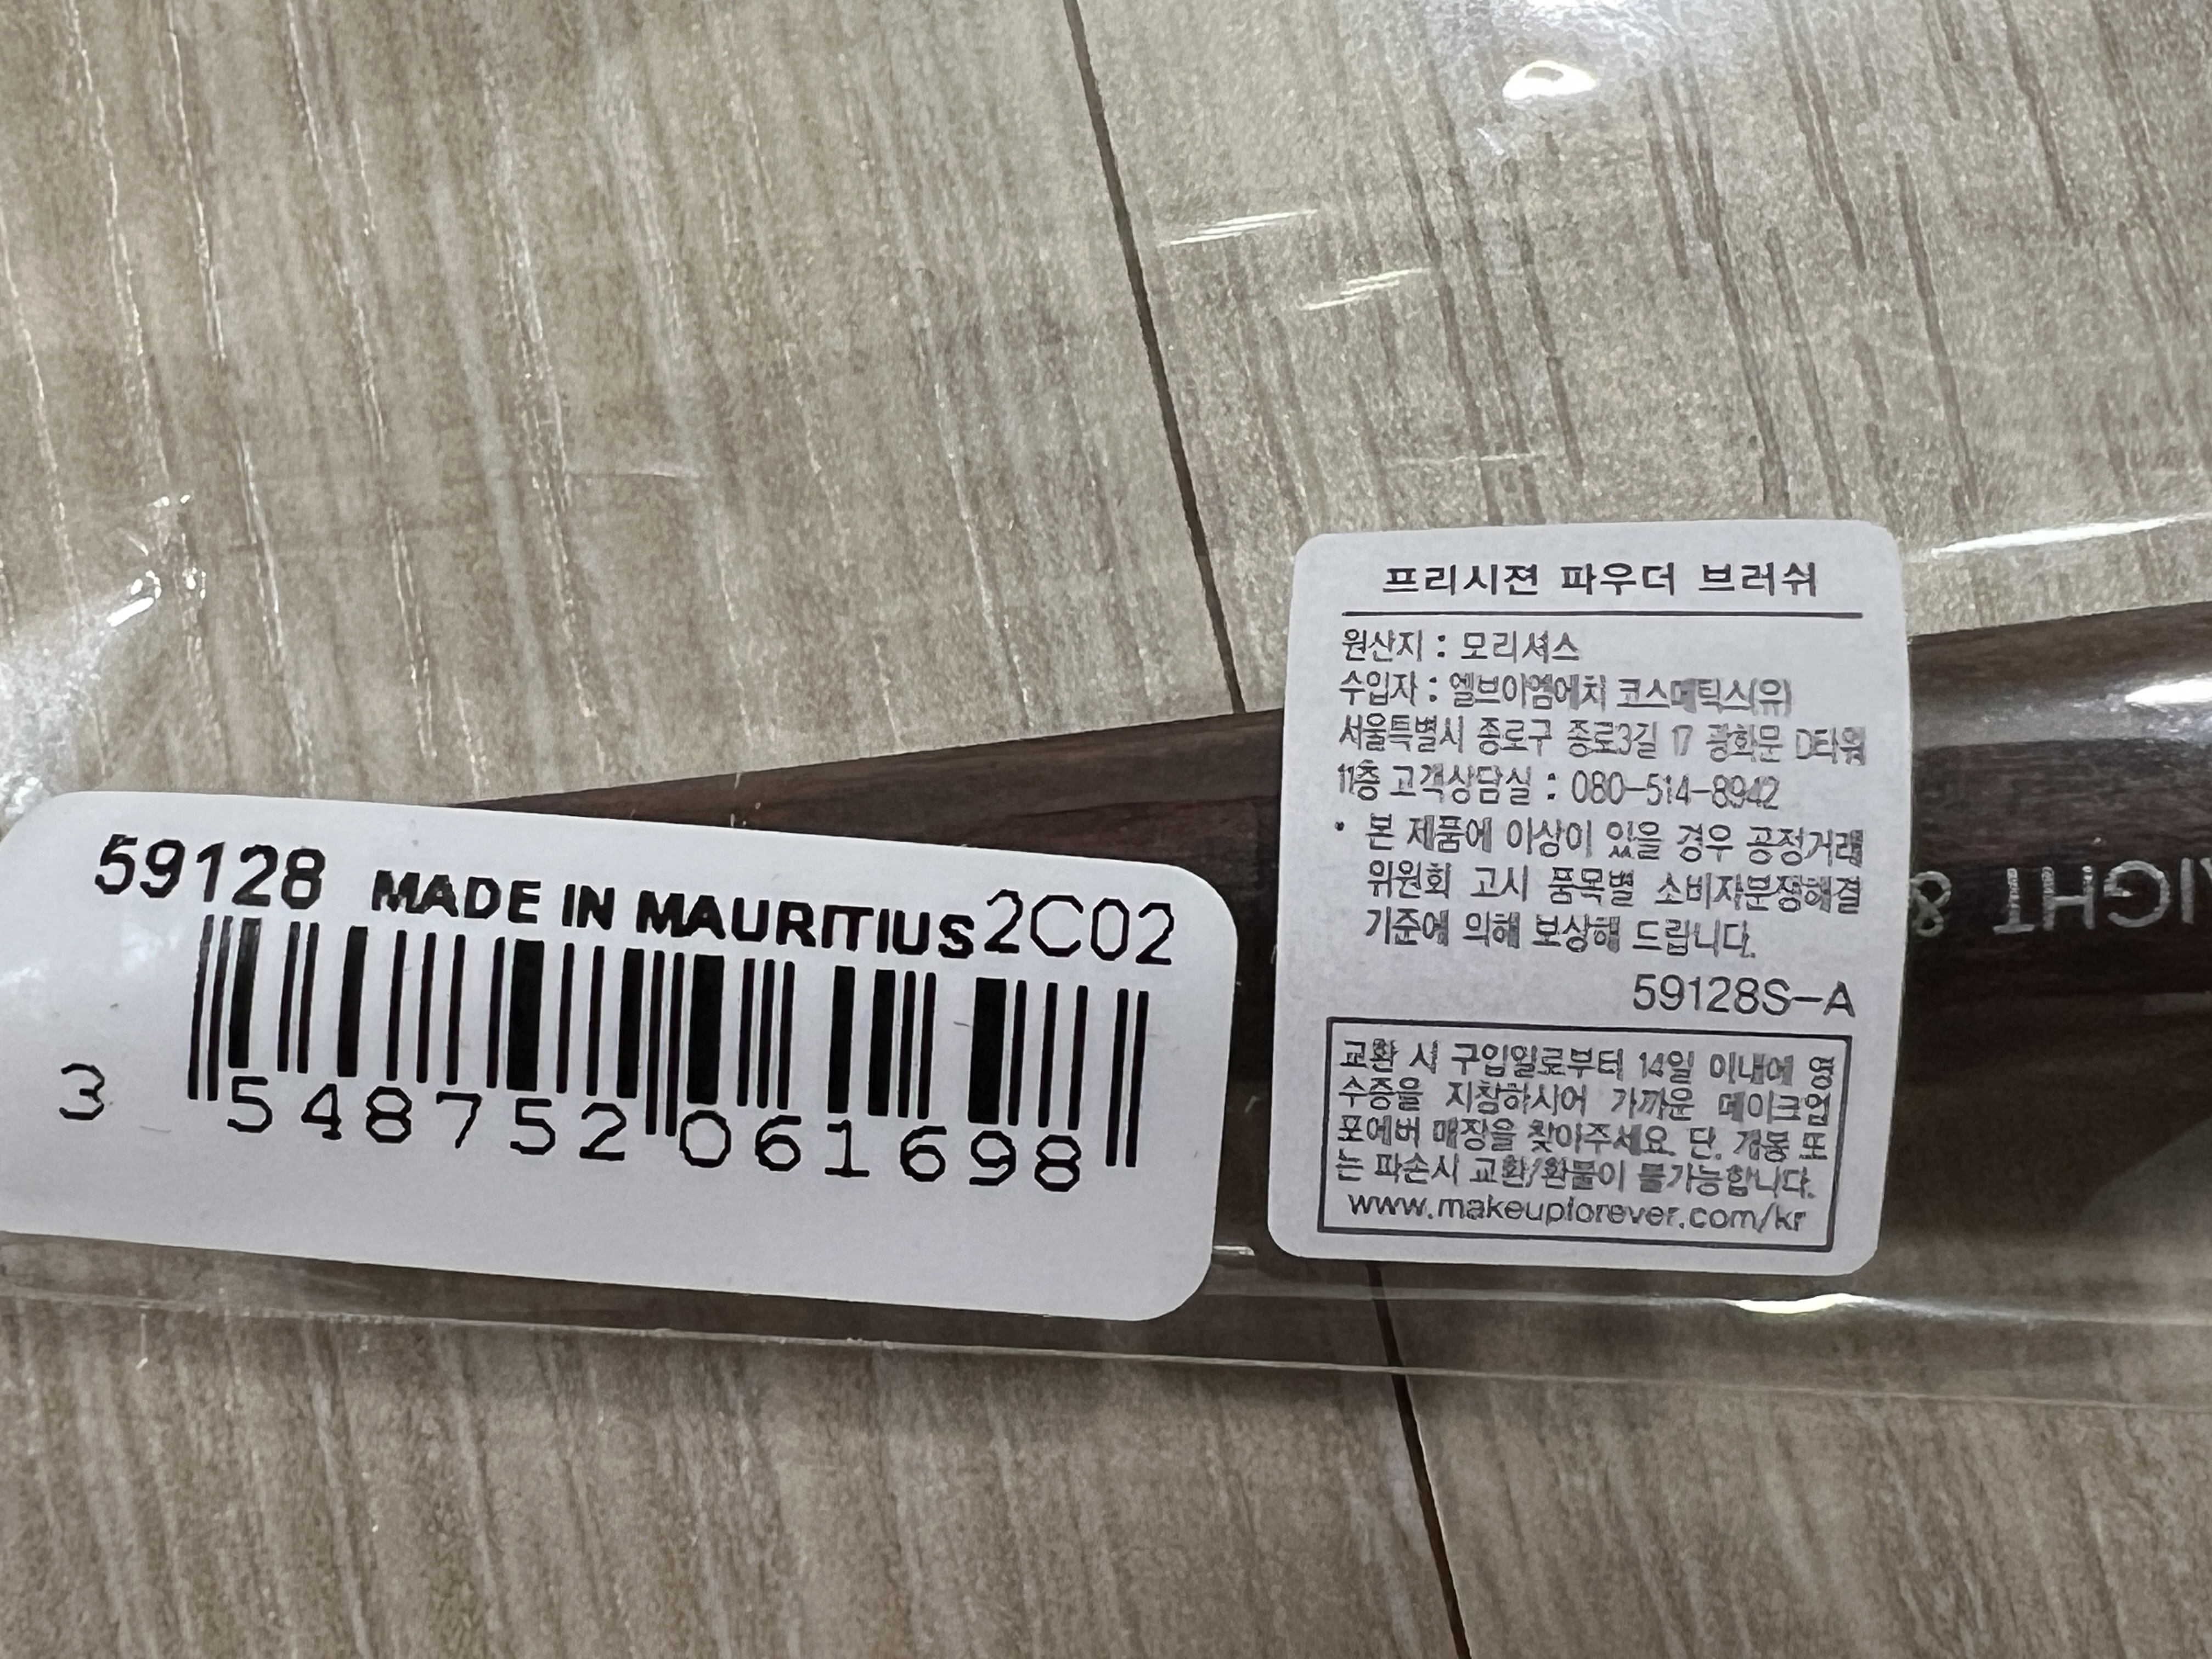 59128 MADE IN MAURITIUS 2C02
3 548752 061698
프리시젼 파우더 브러쉬
원산지 : 모리셔스
수입자 : 엘브이엠에치 코스메틱스(유)
서울특별시 종로구 종로3길 17 광화문 D타워
11층 고객상담실 : 080-514-8942
• 본 제품에 이상이 있을 경우 공정거래
위원회 고시 품목별 소비자분쟁해결
기준에 의해 보상해 드립니다.
59128S-A
교환 시 구입일로부터 14일 이내에 영
수증을 지참하시어 가까운 메이크업
포에버 매장을 찾아주세요. 단, 개봉 또
는 파손시 교환/환불이 불가능합니다.
www.makeupforever.com/kr